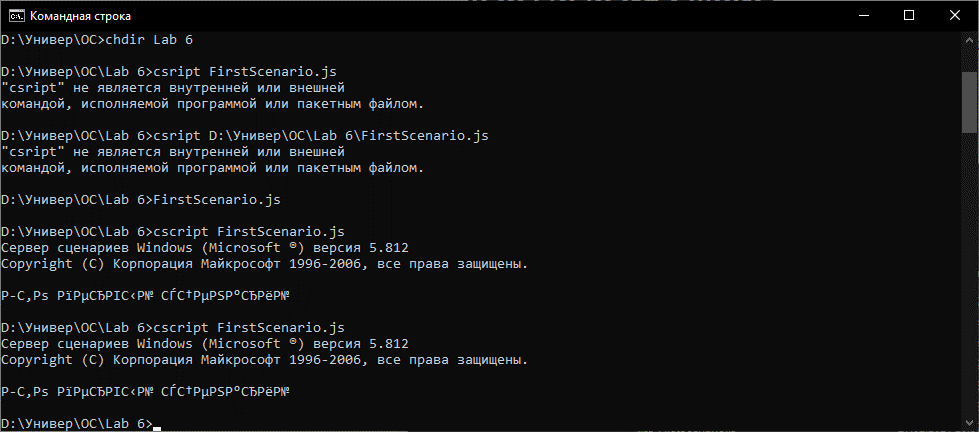 Командная строка
D:\Универ\ОС>chdir Lab 6
D:\Универ\ОС\Lab 6>csript FirstScenario.js
"csript" не является внутренней или внешней
командой, исполняемой программой или пакетным файлом.
D:\Универ\ОС\Lab 6>csript D:\Универ\ОС\Lab 6\FirstScenario.js
"csript" не является внутренней или внешней
командой, исполняемой программой или пакетным файлом.
D:\Универ\ОС\Lab 6>FirstScenario.js
D:\Универ\ОС\Lab 6>cscript FirstScenario.js
Сервер сценариев Windows (Microsoft ®) версия 5.812
Copyright (C) Корпорация Майкрософт 1996-2006, все права защищены.
Р-С‚Рѕ РїРµСЂРІС‹Р№ СЃС†РµРЅР°СЂРёР№
D:\Универ\ОС\Lab 6>cscript FirstScenario.js
Сервер сценариев Windows (Microsoft ®) версия 5.812
Copyright (C) Корпорация Майкрософт 1996-2006, все права защищены.
Р-С‚Рѕ РїРµСЂРІС‹Р№ СЃС†РµРЅР°СЂРёР№
D:\Универ\ОС\Lab 6>